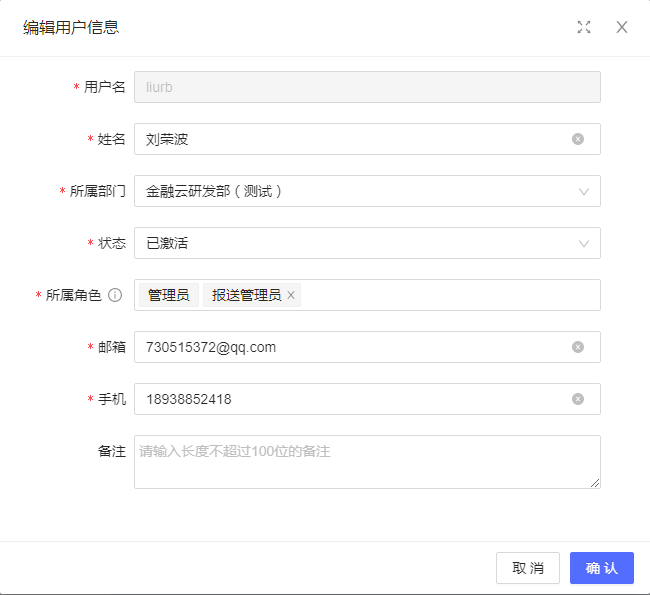 编辑用户信息
* 用户名 liurb
* 姓名 刘荣波
* 所属部门 金融云研发部（测试）
* 状态 已激活
* 所属角色 管理员 报送管理员
* 邮箱 730515372@qq.com
* 手机 18938852418
备注 请输入长度不超过100位的备注
取 消 确 认